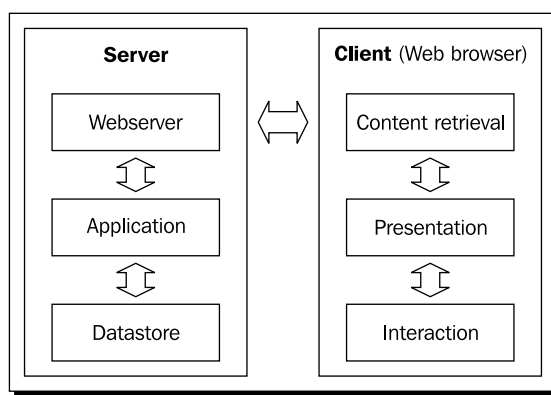 Server
Webserver
Application
Datastore
Client (Web browser)
Content retrieval
Presentation
Interaction